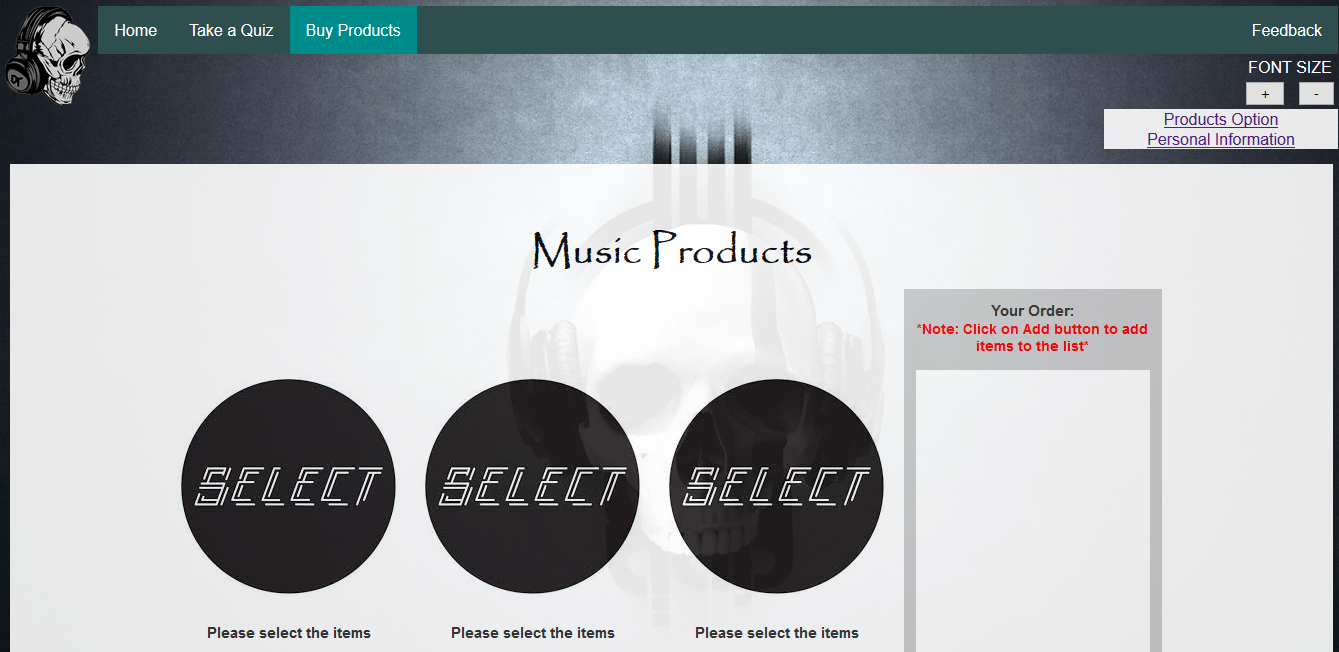 Home
Take a Quiz
Buy Products
Feedback
FONT SIZE
+
-
Products Option
Personal Information
Music Products
Your Order:
*Note: Click on Add button to add
items to the list*
SELECT
SELECT
SELECT
Please select the items
Please select the items
Please select the items